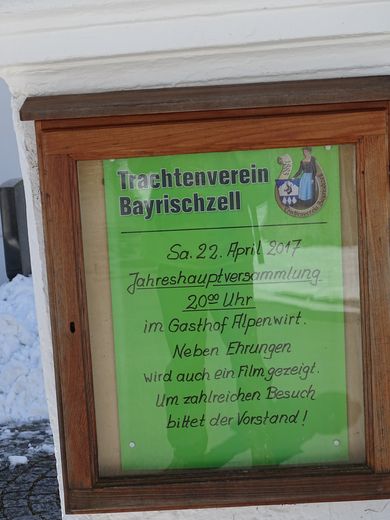 Trachtenverein
Bayrischzell
Sa. 22. April 2017
Jahreshauptversammlung
20⁰⁰ Uhr
im Gasthof Alpenwirt.
Neben Ehrungen
wird auch ein Film gezeigt.
Um zahlreichen Besuch
bittet der Vorstand!